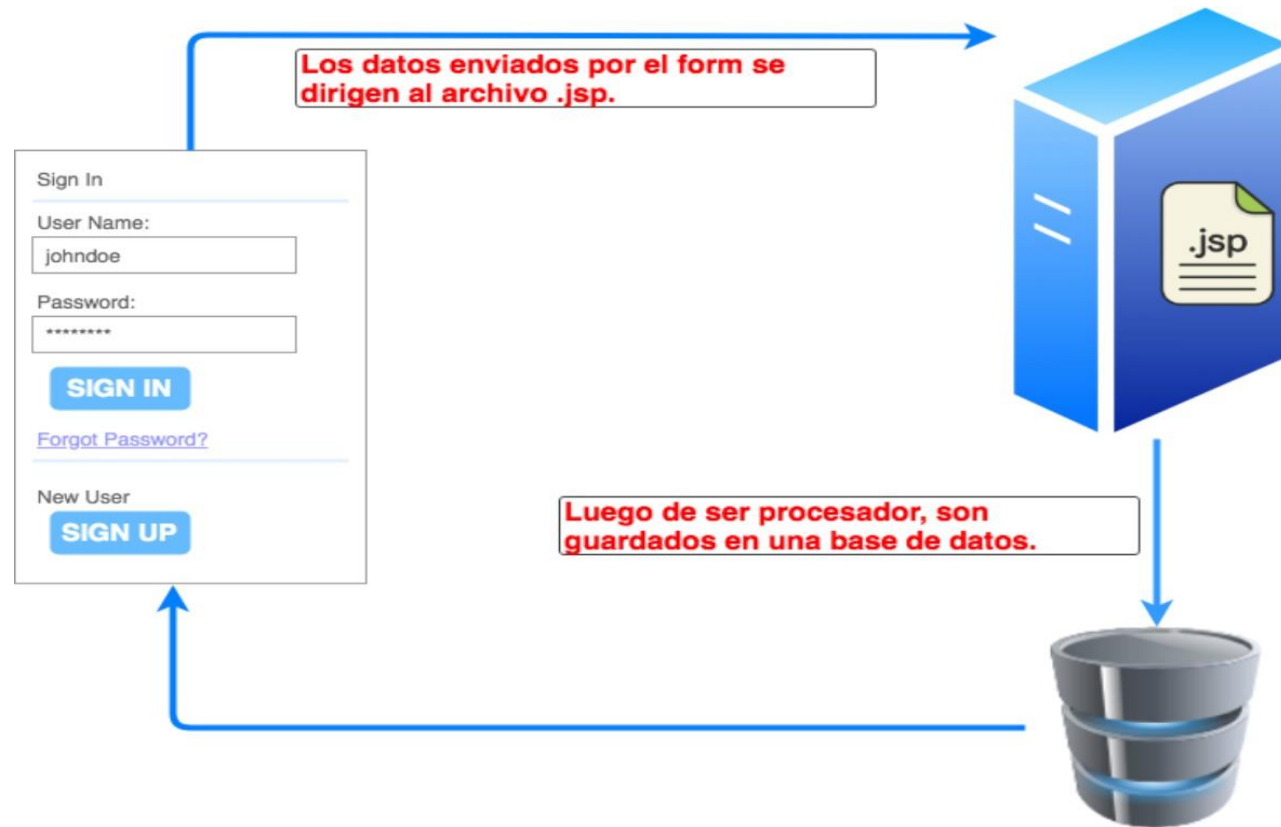 Los datos enviados por el form se
dirigen al archivo .jsp.
Sign In
User Name:
johndoe
Password:
********
SIGN IN
Forgot Password?
New User
SIGN UP
.jsp
Luego de ser procesador, son
guardados en una base de datos.